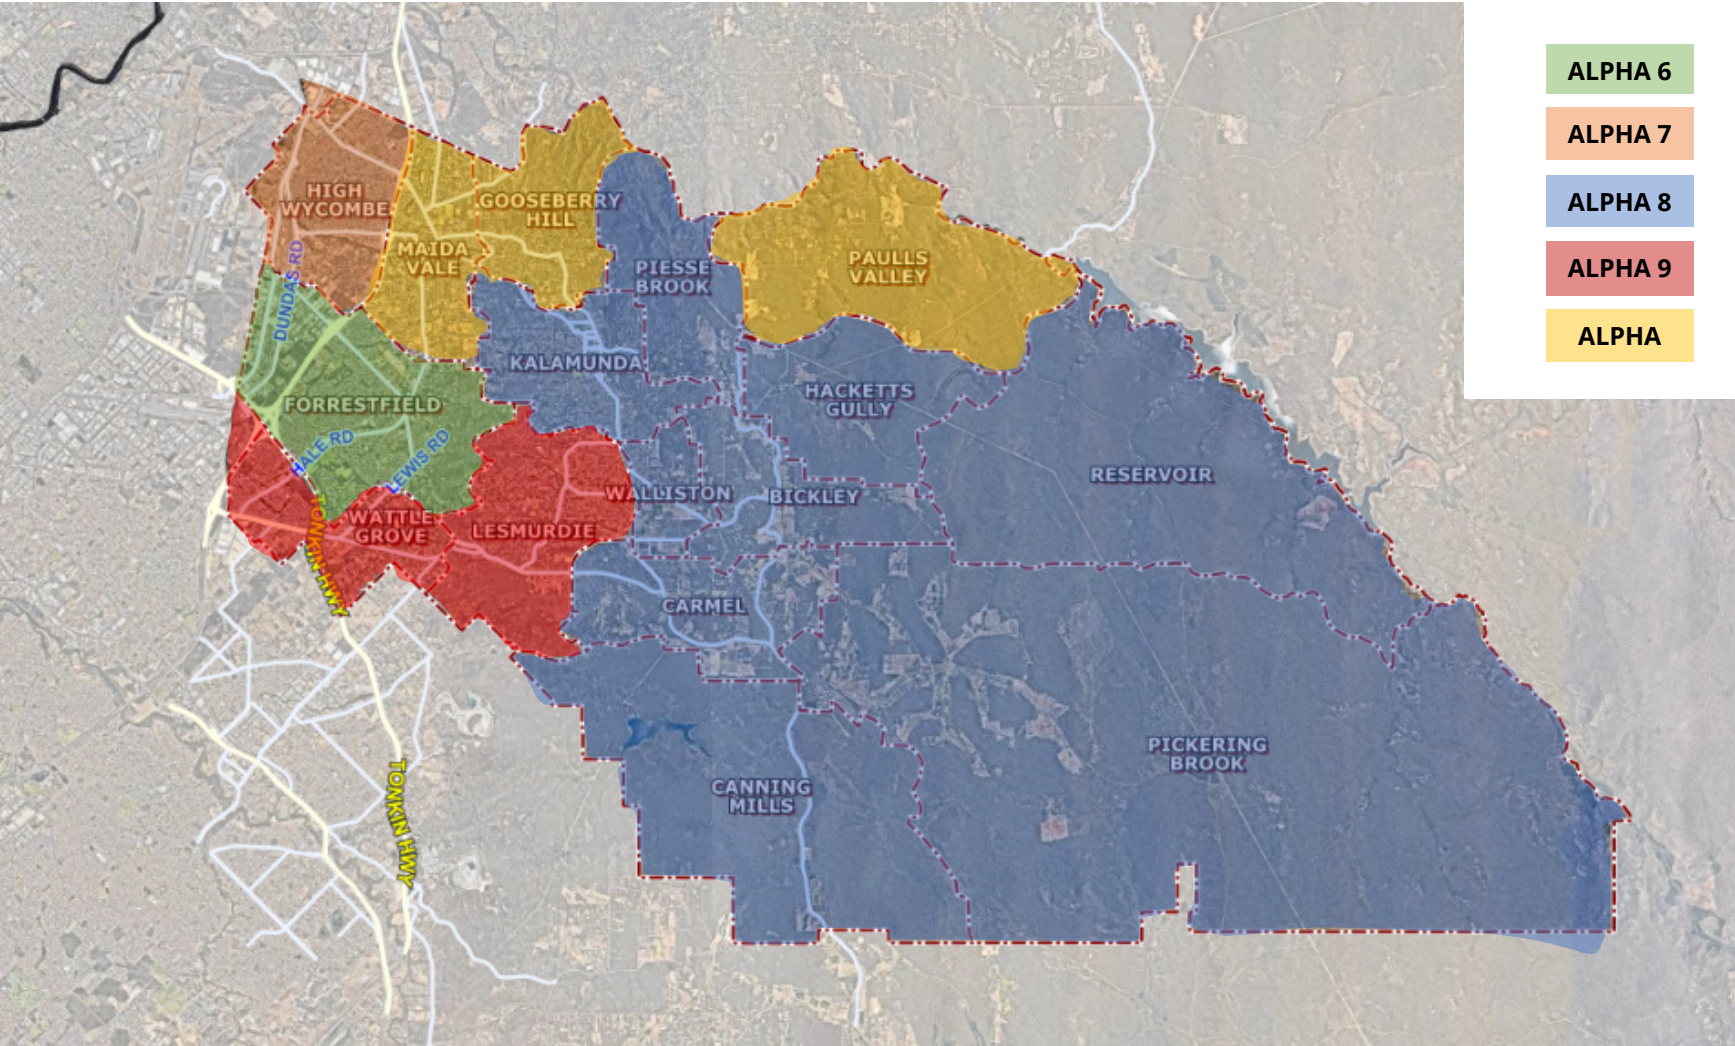 ALPHA 6
ALPHA 7
ALPHA 8
ALPHA 9
ALPHA
HIGH
WYCOMBE
GOOSEBERRY
HILL
MAIDA
VALE
PIESSE
BROOK
PAULLS
VALLEY
DUNDAS RD
KALAMUNDA
HACKETTS
GULLY
FORRESTFIELD
HALE RD
LEWIS RD
RESERVOIR
WALLISTON
BICKLEY
WATTLE
GROVE
LESMURDIE
TONKIN HWY
CARMEL
PICKERING
BROOK
CANNING
MILLS
TONKIN HWY